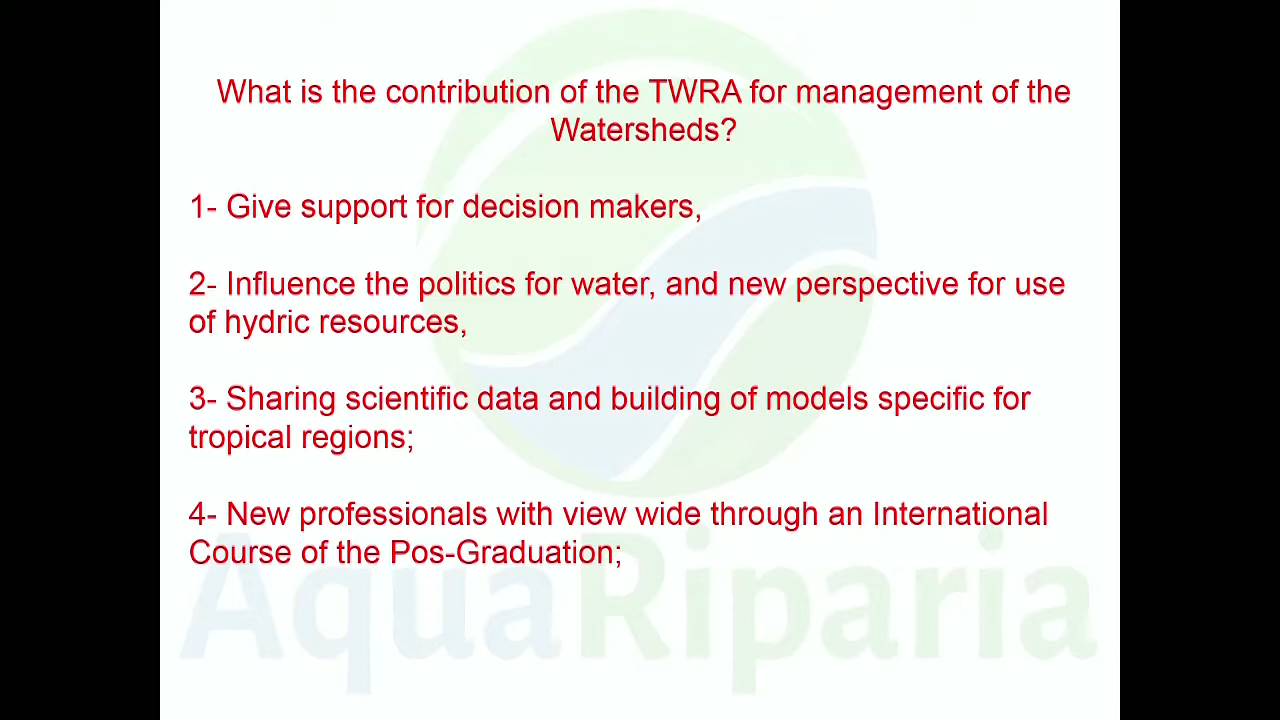 What is the contribution of the TWRA for management of the
Watersheds?
1- Give support for decision makers,
2- Influence the politics for water, and new perspective for use
of hydric resources,
3- Sharing scientific data and building of models specific for
tropical regions;
4- New professionals with view wide through an International
Course of the Pos-Graduation;
AquaRiparia